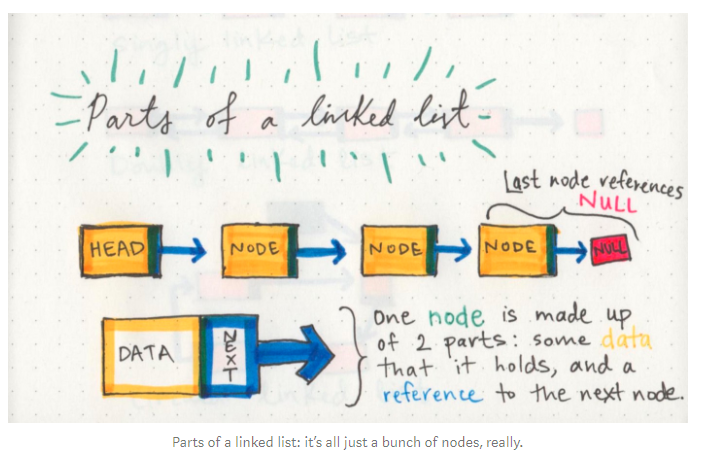 Parts of a linked list
Last node references
NULL
HEAD NODE NODE NODE NULL
DATA NEXT
one node is made up
of 2 parts: some data
that it holds, and a
reference to the next node.
Parts of a linked list: it's all just a bunch of nodes, really.